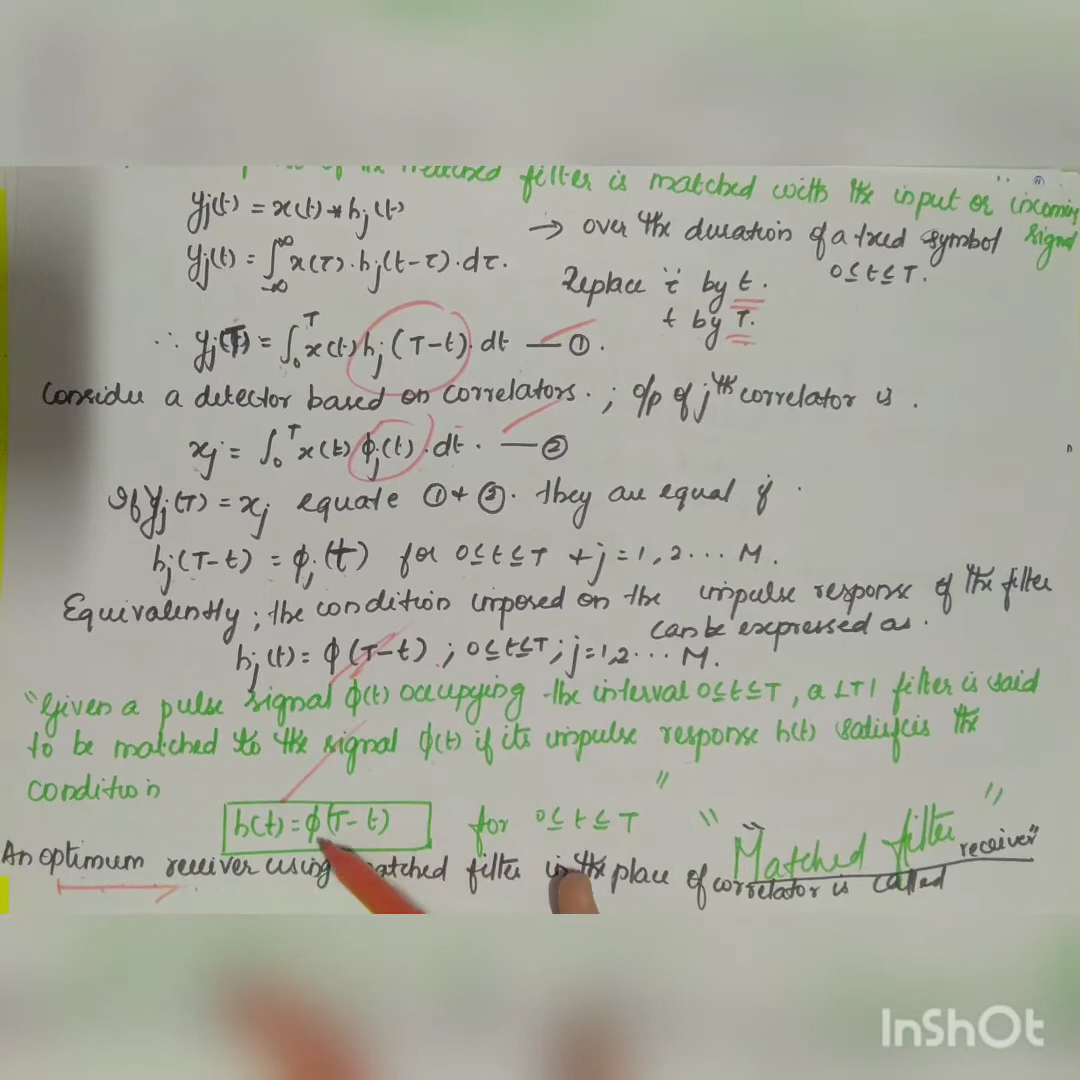 filter is matched with the input or incoming
signal
yj(t) = x(t) * hj(t)
→ over the duration of a fixed symbol
0≤t≤T.
yj(t) = ∫-∞^∞ x(τ).hj(t-τ).dτ.
Replace τ by t.
t by T.
∴ yj(T) = ∫0^T x(t) hj(T-t).dt — ①.
Consider a detector based on correlators. ; o/p of jth correlator is.
xj = ∫0^T x(t) ϕj(t).dt. — ②
If yj(T) = xj equate ① + ②. they are equal if
hj(T-t) = ϕj(t) for 0≤t≤T + j = 1,2... M.
Equivalently ; the condition imposed on the impulse response of the filter
can be expressed as.
hj(t) = ϕ(T-t) ; 0≤t≤T ; j=1,2... M.
"Given a pulse signal ϕ(t) occupying the interval 0≤t≤T, a LTI filter is said
to be matched to the signal ϕ(t) if its impulse response h(t) satisfies the
condition "
h(t) = ϕ(T-t) for 0≤t≤T
An optimum receiver using matched filter in the place of correlator is called
"Matched filter receiver"
InShOt